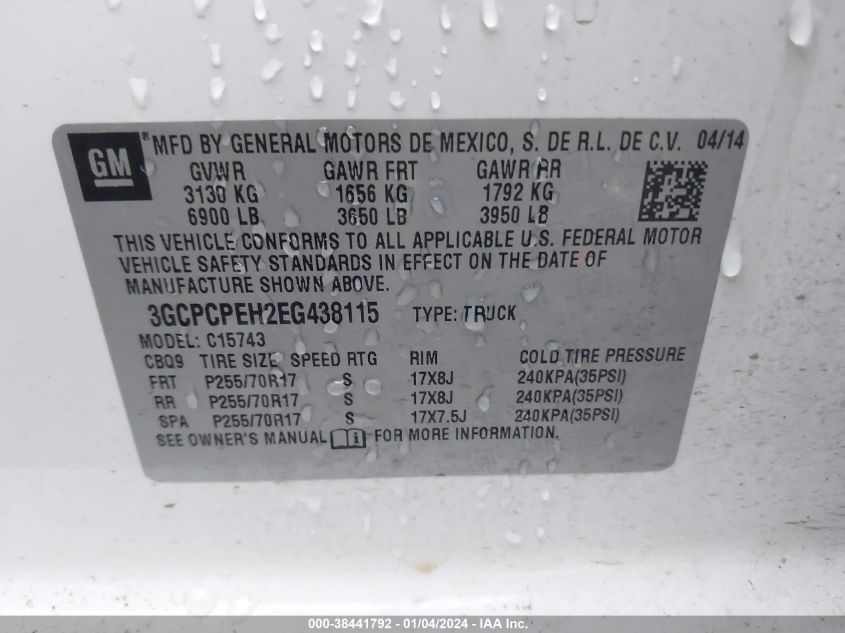 GM ® MFD BY GENERAL MOTORS DE MEXICO, S. DE R.L. DE C.V. 04/14
GVWR GAWR FRT GAWR RR
3130 KG 1656 KG 1792 KG
6900 LB 3650 LB 3950 LB
THIS VEHICLE CONFORMS TO ALL APPLICABLE U.S. FEDERAL MOTOR
VEHICLE SAFETY STANDARDS IN EFFECT ON THE DATE OF
MANUFACTURE SHOWN ABOVE.
3GCPCPEH2EG438115 TYPE: TRUCK
MODEL: C15743
CB09 TIRE SIZE SPEED RTG RIM COLD TIRE PRESSURE
FRT P255/70R17 S 17X8J 240KPA(35PSI)
RR P255/70R17 S 17X8J 240KPA(35PSI)
SPA P255/70R17 S 17X7.5J 240KPA(35PSI)
SEE OWNER'S MANUAL i FOR MORE INFORMATION.
000-38441792 - 01/04/2024 - IAA Inc.